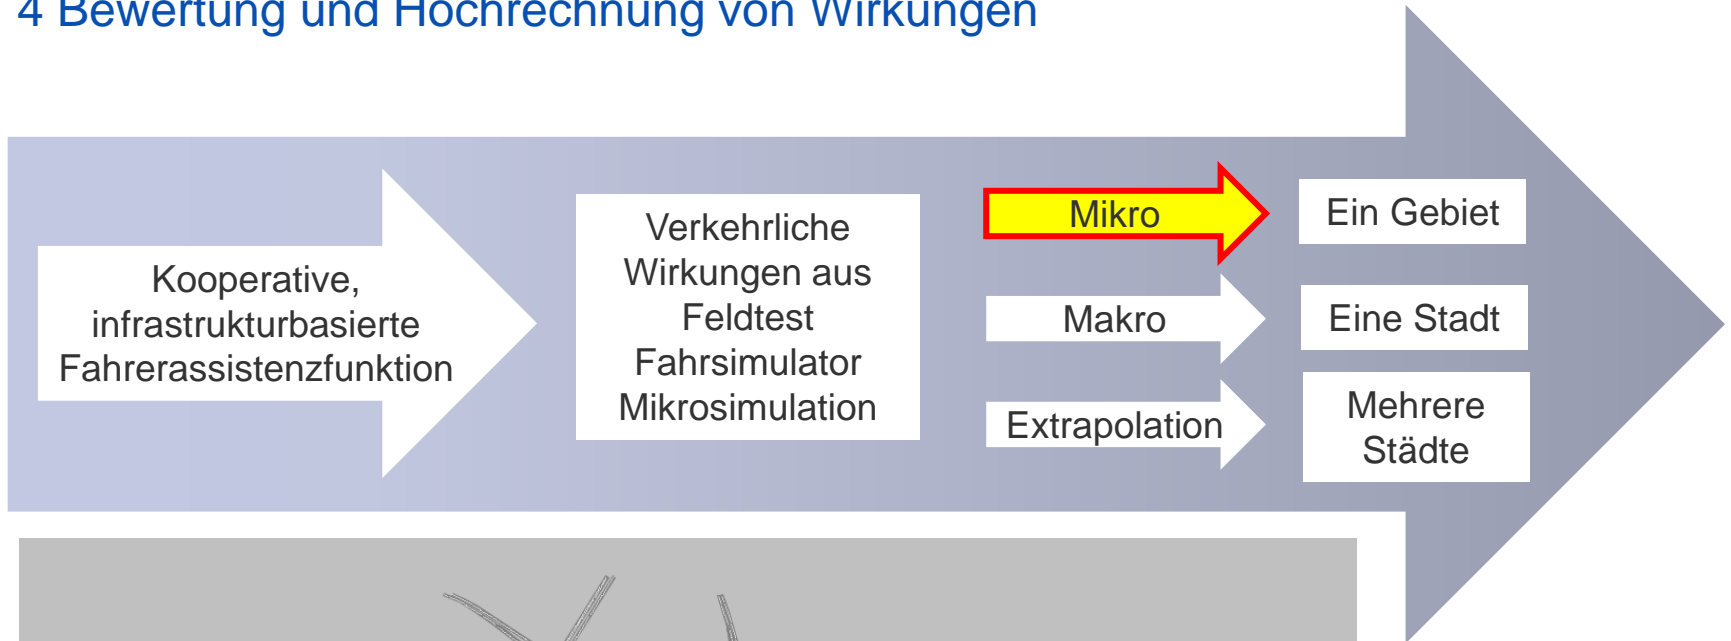 4 Bewertung und Hochrechnung von Wirkungen
Kooperative,
infrastrukturbasierte
Fahrerassistenzfunktion
Verkehrliche
Wirkungen aus
Feldtest
Fahrsimulator
Mikrosimulation
Mikro
Ein Gebiet
Makro
Eine Stadt
Extrapolation
Mehrere
Städte